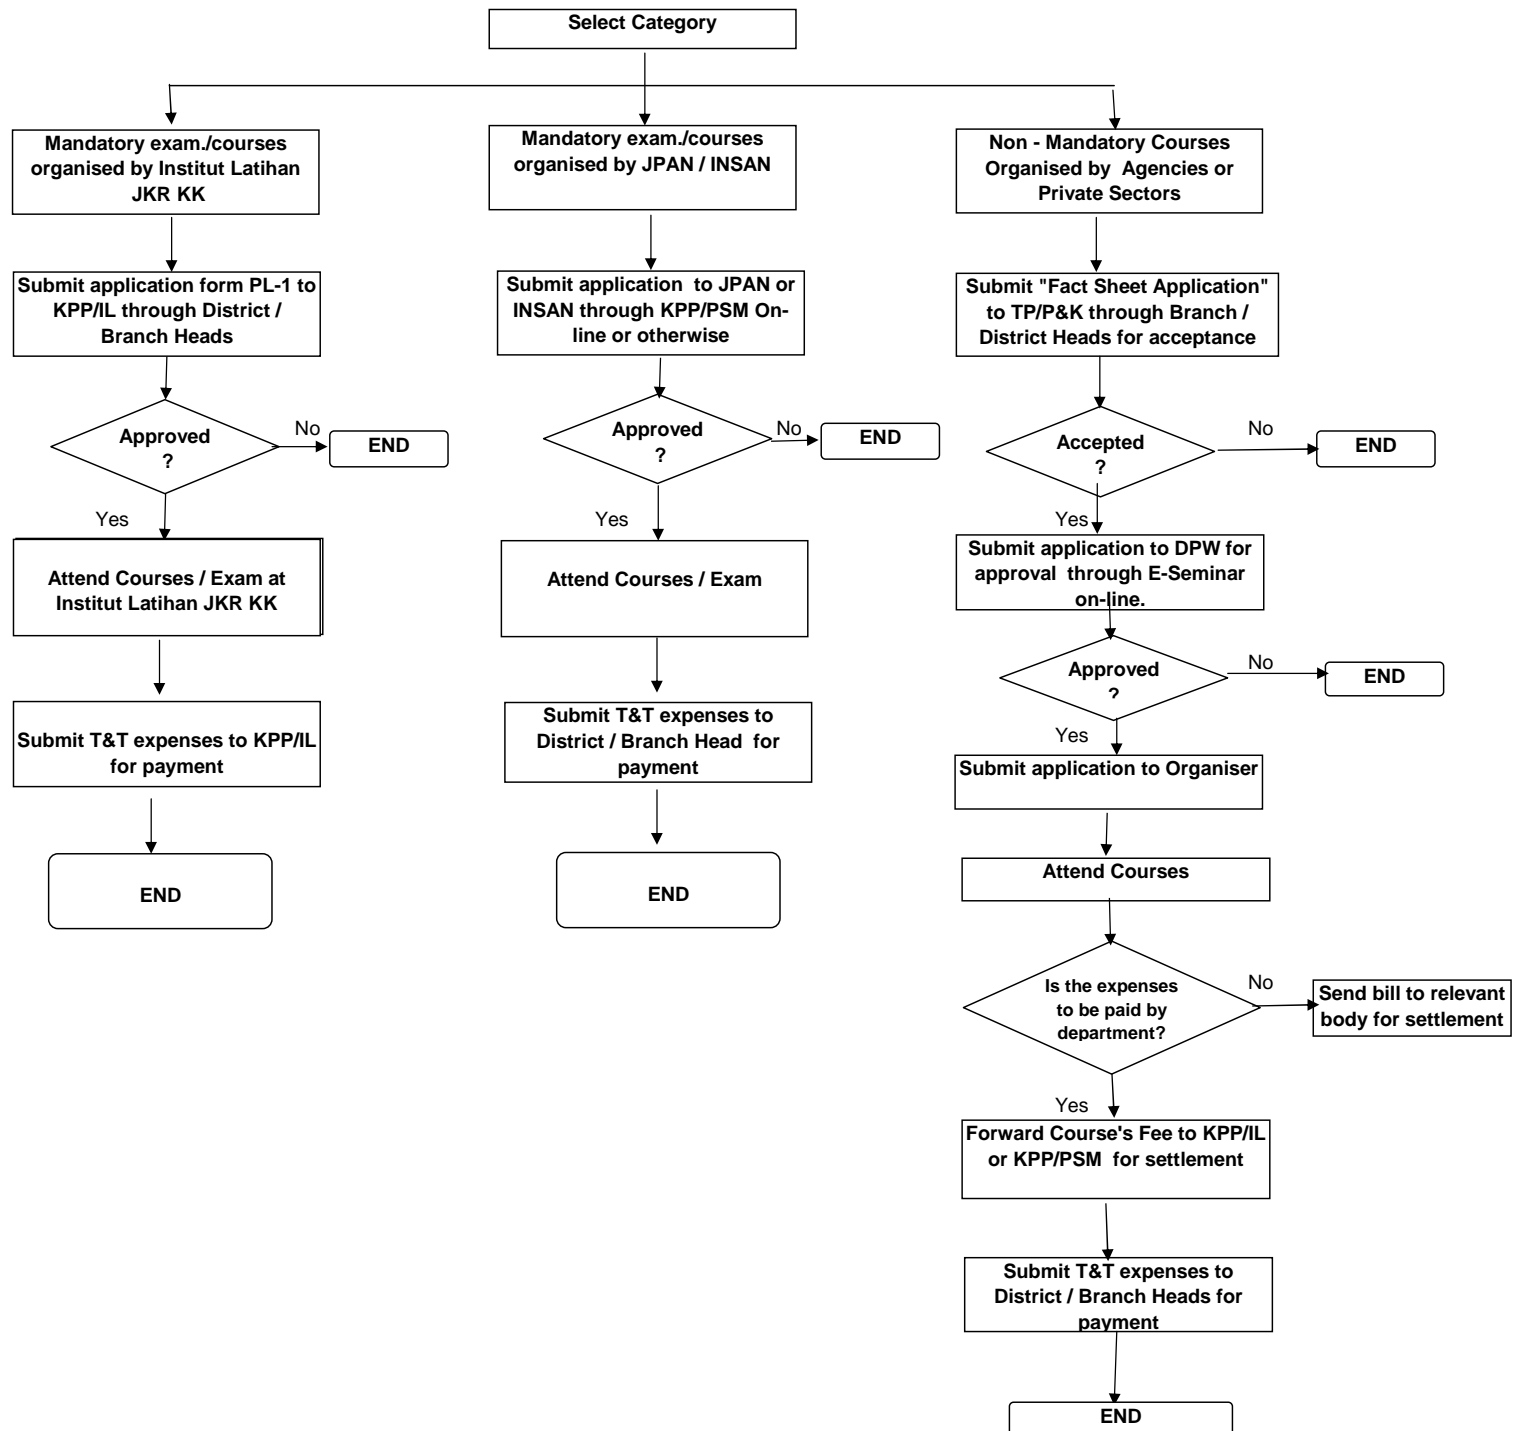 Select Category
Mandatory exam./courses
organised by Institut Latihan
JKR KK
Mandatory exam./courses
organised by JPAN / INSAN
Non - Mandatory Courses
Organised by Agencies or
Private Sectors
Submit application form PL-1 to
KPP/IL through District /
Branch Heads
Submit application to JPAN or
INSAN through KPP/PSM On-
line or otherwise
Submit "Fact Sheet Application"
to TP/P&K through Branch /
District Heads for acceptance
Approved
?
No
END
Approved
?
No
END
Accepted
?
No
END
Yes
Yes
Yes
Attend Courses / Exam at
Institut Latihan JKR KK
Attend Courses / Exam
Submit application to DPW for
approval through E-Seminar
on-line.
Approved
?
No
END
Submit T&T expenses to KPP/IL
for payment
Submit T&T expenses to
District / Branch Head for
payment
Yes
Submit application to Organiser
END
END
Attend Courses
Is the expenses
to be paid by
department?
No
Send bill to relevant
body for settlement
Yes
Forward Course's Fee to KPP/IL
or KPP/PSM for settlement
Submit T&T expenses to
District / Branch Heads for
payment
END